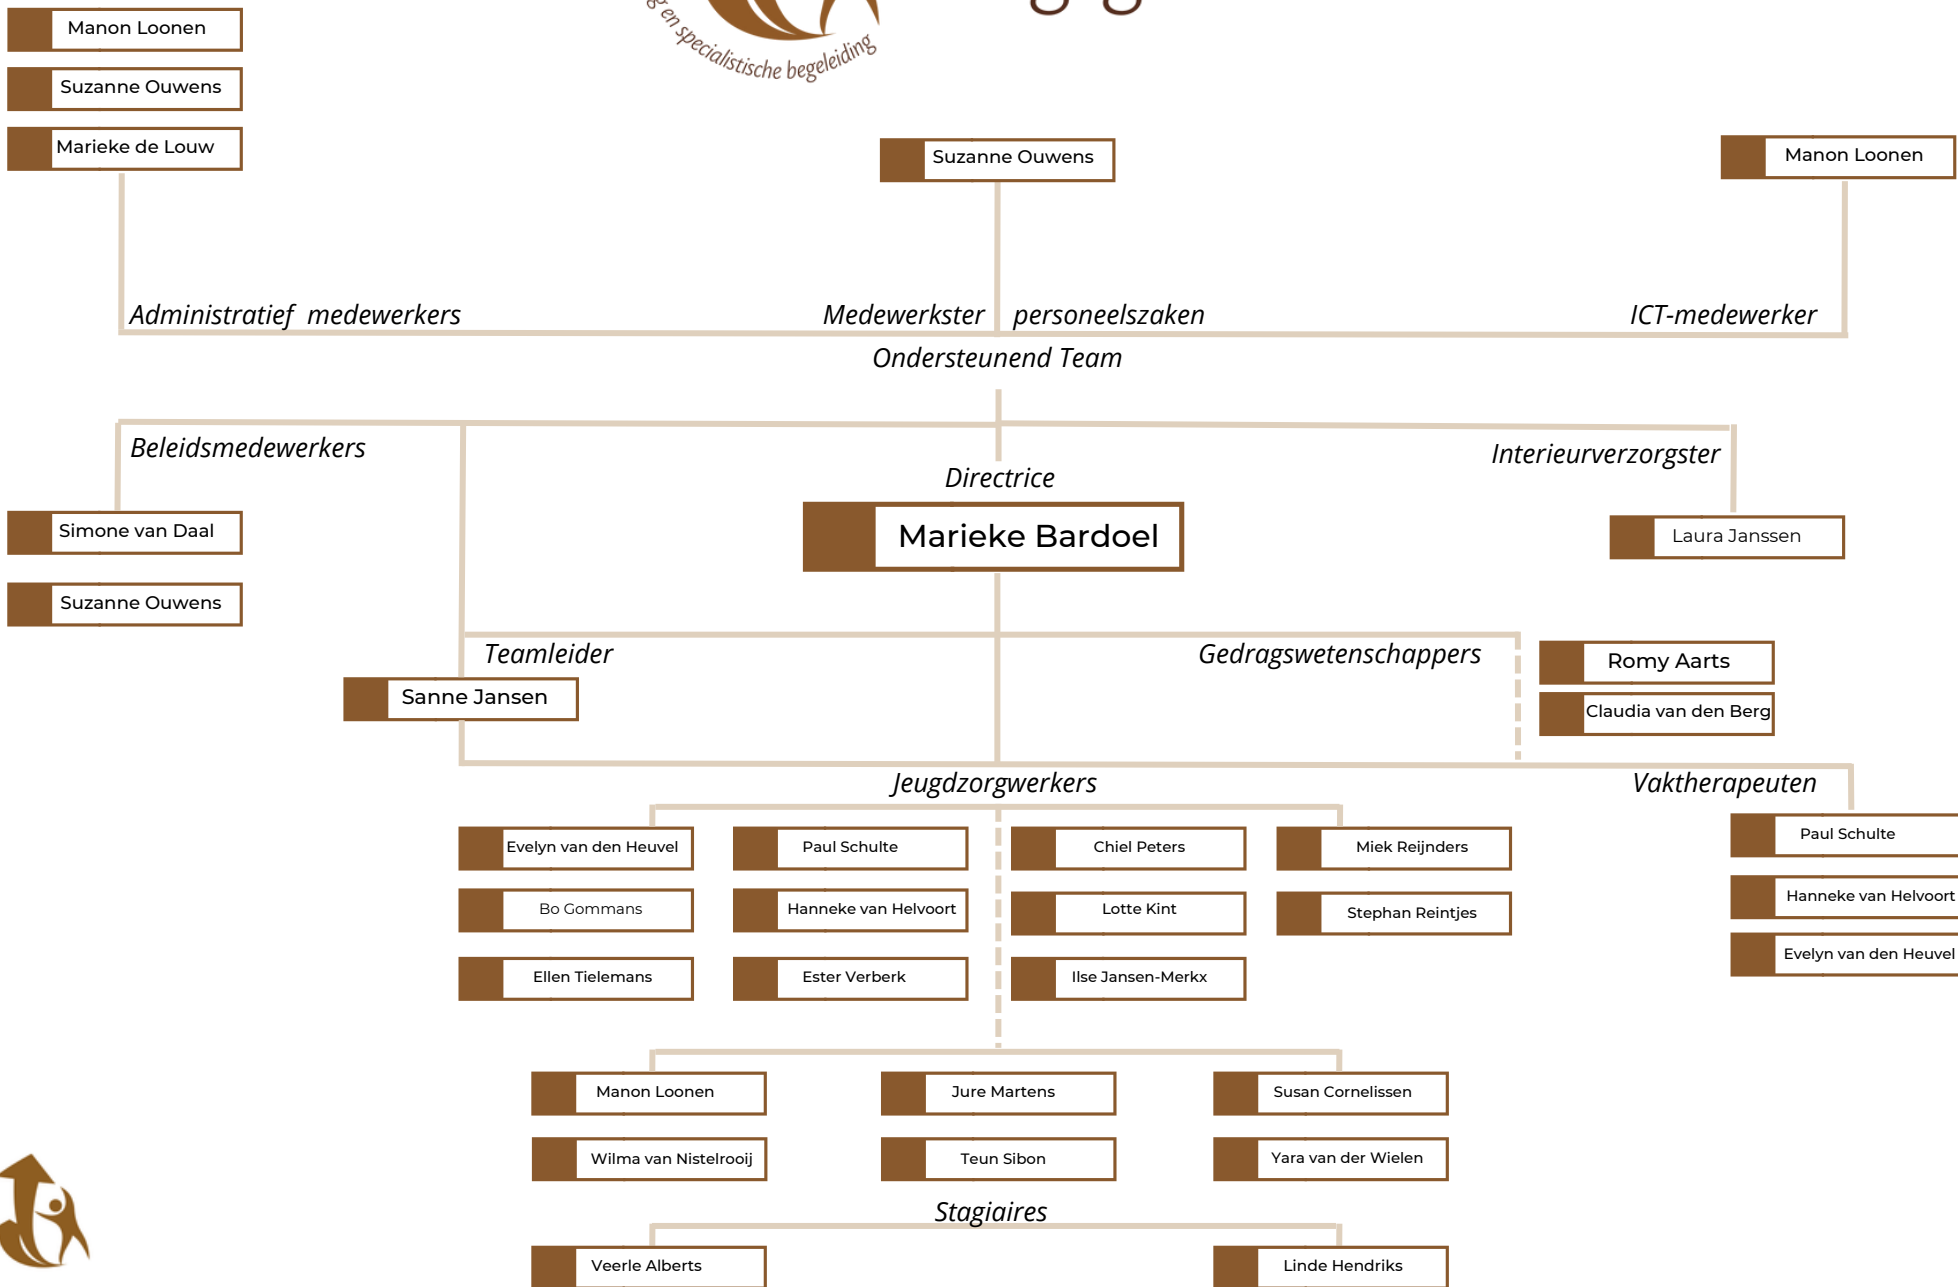 Manon Loonen
Suzanne Ouwens
Marieke de Louw
en specialistische begeleiding
Suzanne Ouwens
Manon Loonen
Administratief medewerkers
Medewerkster personeelszaken
ICT-medewerker
Ondersteunend Team
Beleidsmedewerkers
Interieurverzorgster
Directrice
Simone van Daal
Marieke Bardoel
Laura Janssen
Suzanne Ouwens
Teamleider
Gedragswetenschappers
Romy Aarts
Sanne Jansen
Claudia van den Berg
Jeugdzorgwerkers
Vaktherapeuten
Evelyn van den Heuvel
Paul Schulte
Chiel Peters
Miek Reijnders
Paul Schulte
Bo Gommans
Hanneke van Helvoort
Lotte Kint
Stephan Reintjes
Hanneke van Helvoort
Ellen Tielemans
Ester Verberk
Ilse Jansen-Merkx
Evelyn van den Heuvel
Manon Loonen
Jure Martens
Susan Cornelissen
Wilma van Nistelrooij
Teun Sibon
Yara van der Wielen
Stagiaires
Veerle Alberts
Linde Hendriks